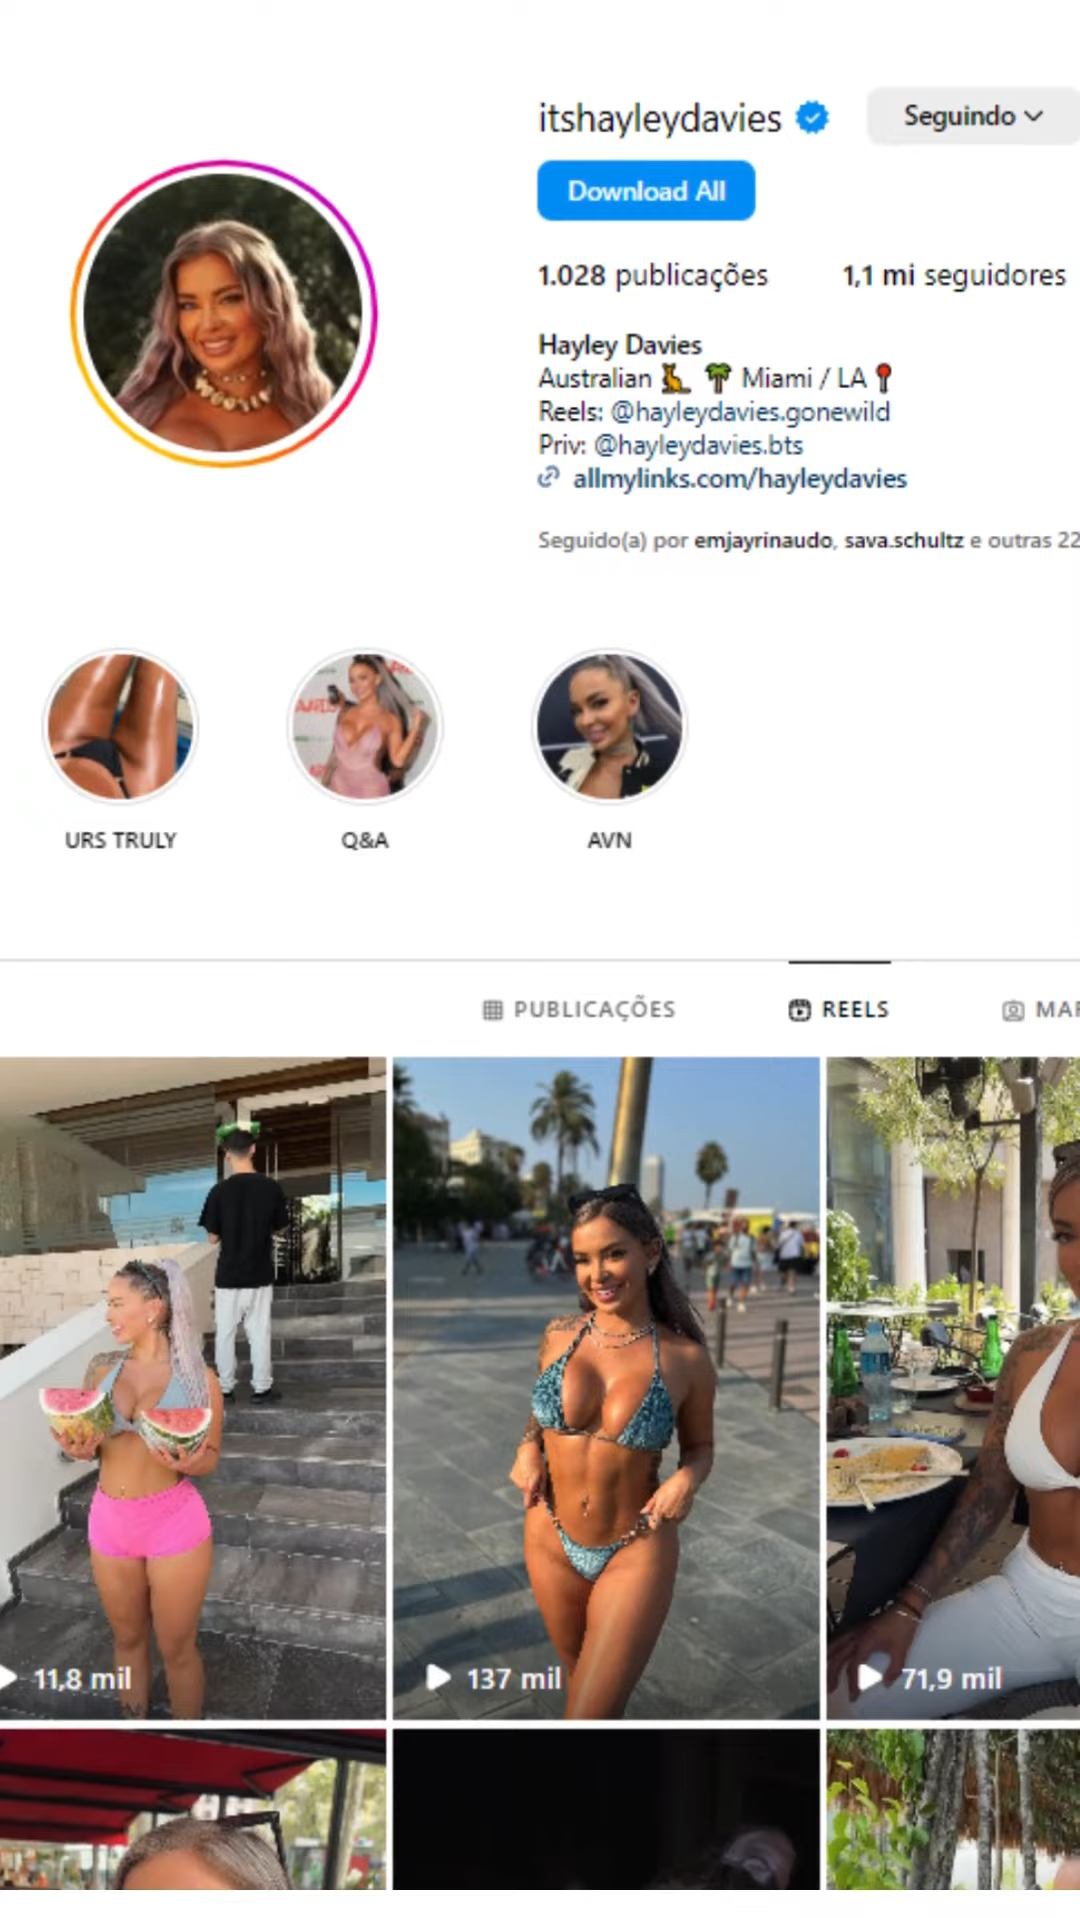 itshayleydavies
Seguindo
Download All
1.028 publicações
1,1 mi seguidores
Hayley Davies
Australian 🦘 🌴 Miami / LA📍
Reels: @hayleydavies.gonewild
Priv: @hayleydavies.bts
allmylinks.com/hayleydavies
Seguido(a) por emjayrinaudo, sava.schultz e outras 22
URS TRULY
Q&A
AVN
PUBLICAÇÕES
REELS
MAR
11,8 mil
137 mil
71,9 mil